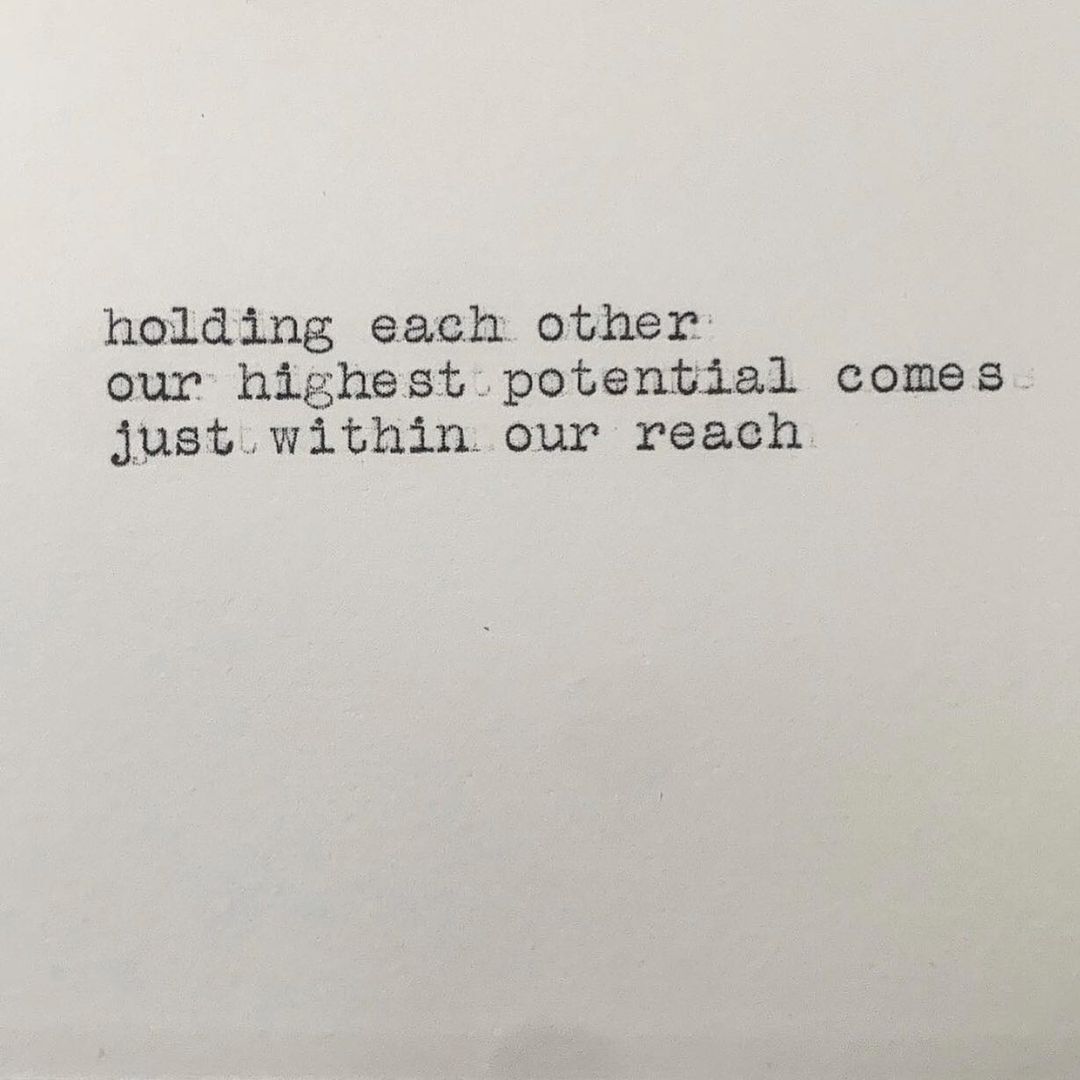 holding each other
our highest potential comes
just within our reach